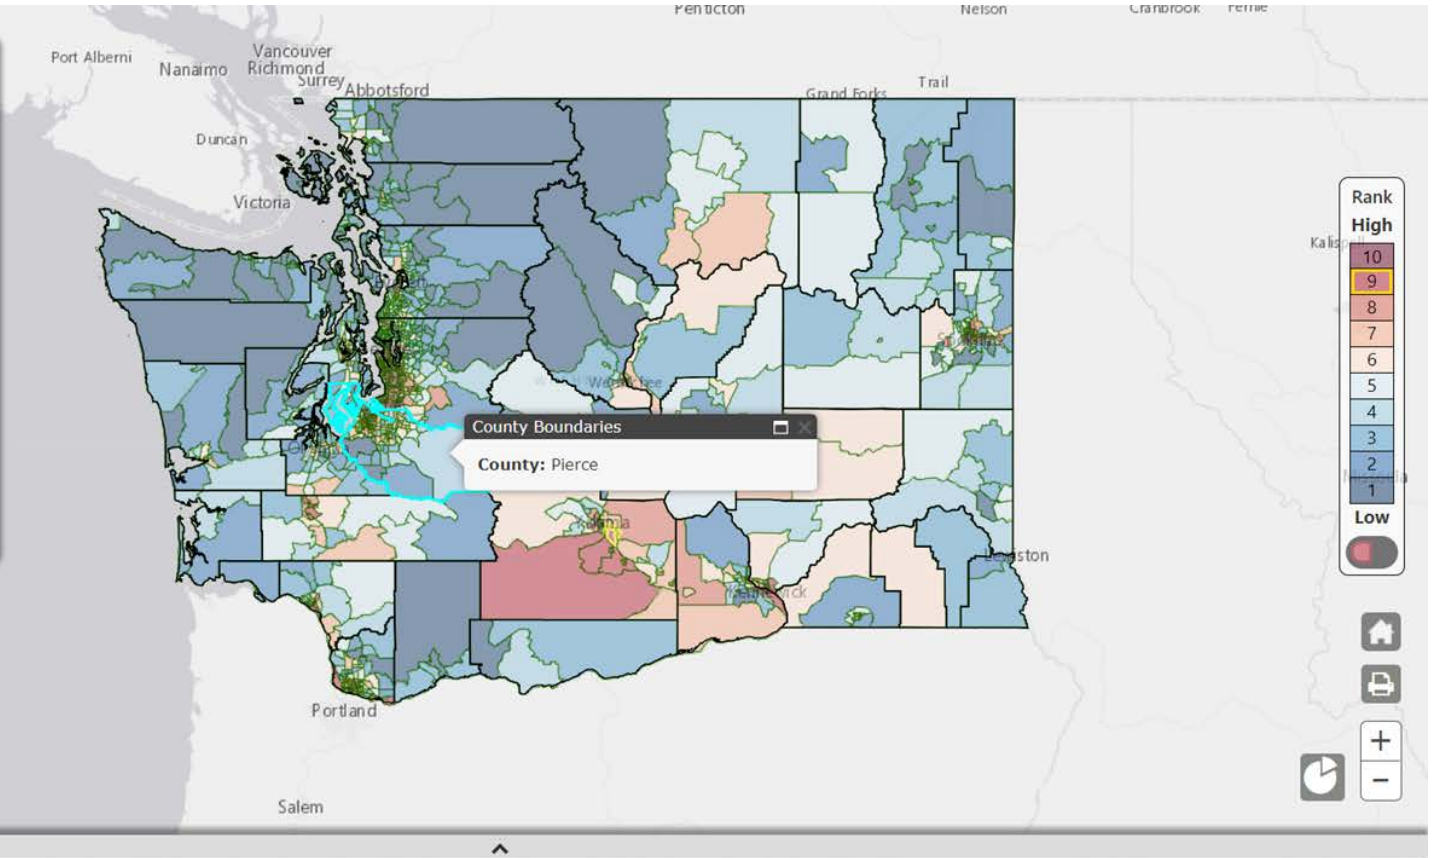 Penticton
Nelson
Cranbrook
Fernie
Port Alberni
Nanaimo
Vancouver
Richmond
Surrey
Abbotsford
Trail
Grand Forks
Duncan
Victoria
Rank
High
10
9
8
7
6
5
4
3
2
1
Low
County Boundaries
County: Pierce
Portland
Salem